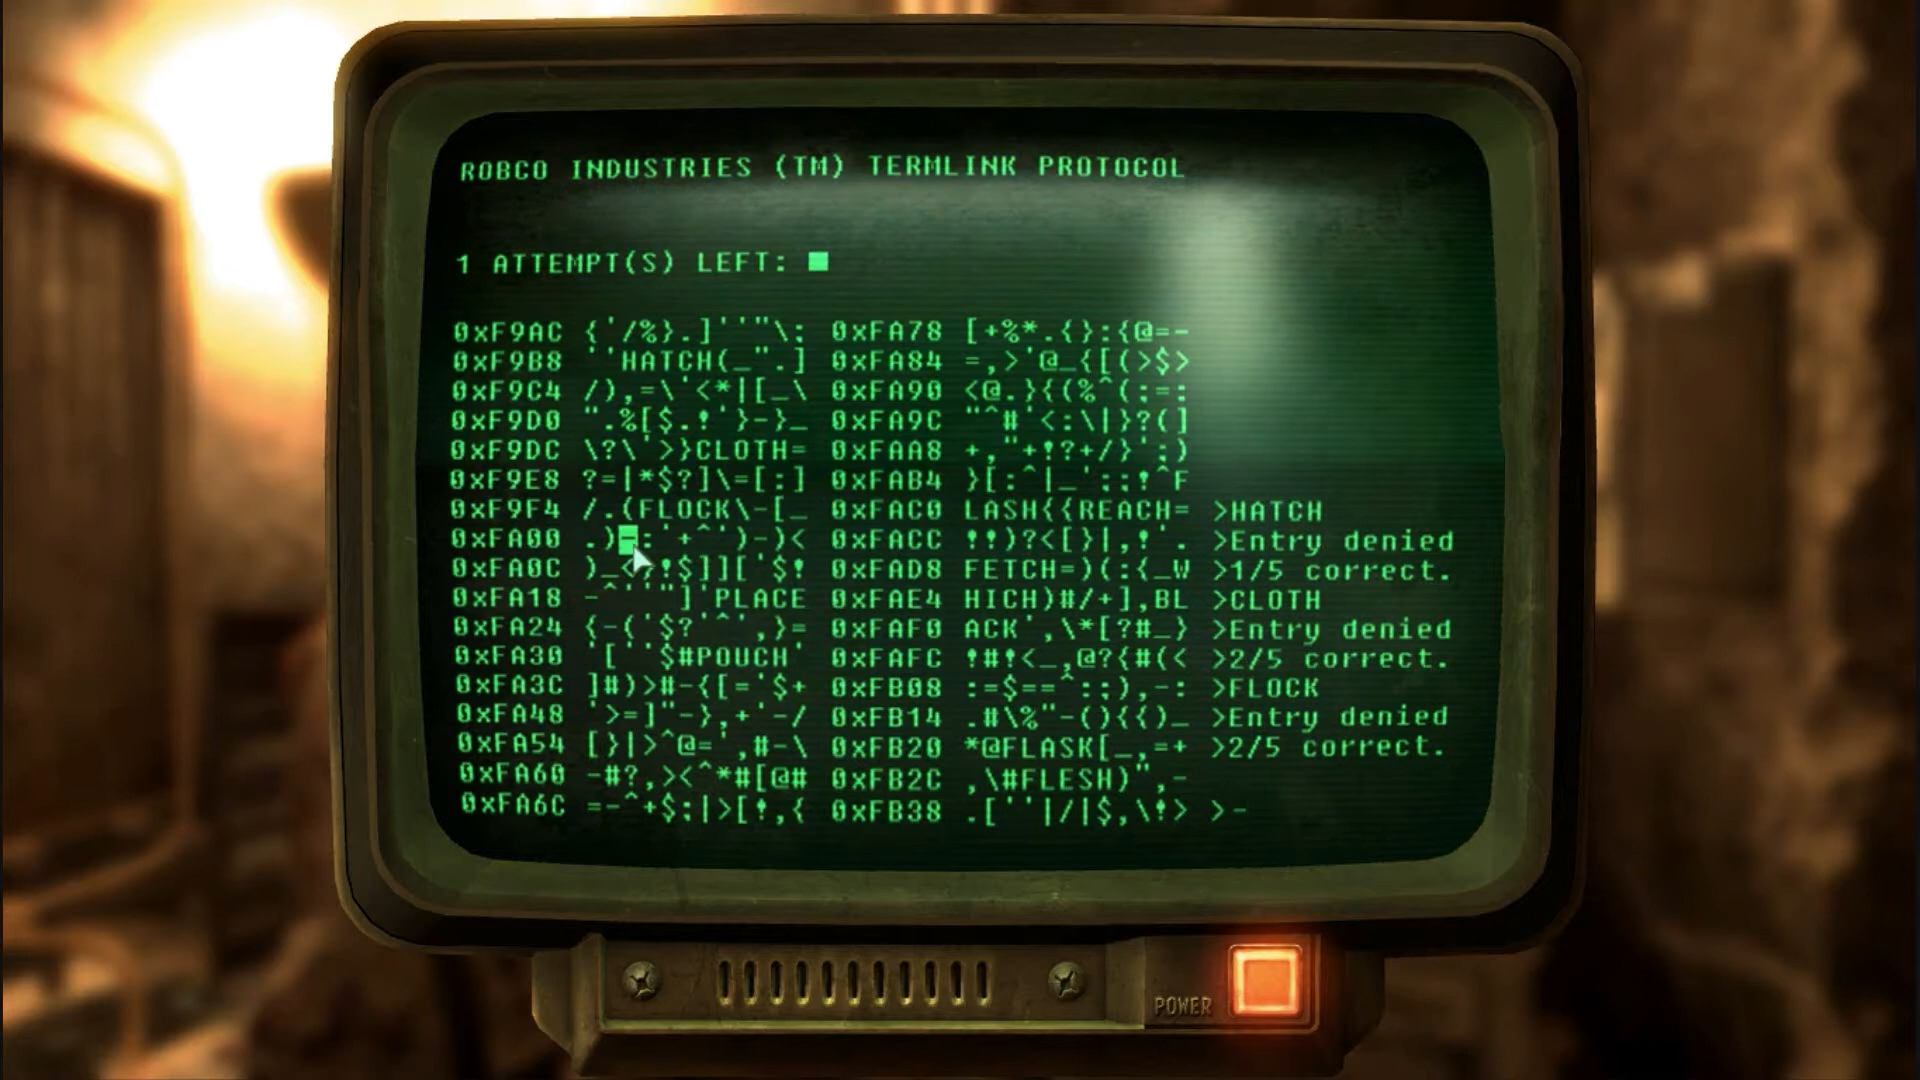 ROBCO INDUSTRIES (TM) TERMLINK PROTOCOL
1 ATTEMPT(S) LEFT: ■
0xF9AC {'/%}.]''"\; 0xFA78 [+%*.{}:{@=-
0xF9B8 ''HATCH(_".] 0xFA84 =,>'@_{[(>$>
0xF9C4 /),=\'<*|[_\ 0xFA90 <@.}{(%^(;=:
0xF9D0 ".%[$.!'}-}_ 0xFA9C "^#'<:\|}?(]
0xF9DC \?\'>}CLOTH= 0xFAA8 +,"+!?+/}';)
0xF9E8 ?=|*$?]\=[:] 0xFAB4 }[:^|_';;!^F
0xF9F4 /.(FLOCK\-[_ 0xFAC0 LASH{{REACH= >HATCH
0xFA00 .)-:'+^')-)< 0xFACC !!)?<[}|,!'. >Entry denied
0xFA0C )_<?!$]]['$! 0xFAD8 FETCH=)(:{_W >1/5 correct.
0xFA18 -^''"]'PLACE 0xFAE4 HICH)#/+],BL >CLOTH
0xFA24 {-('$?'^',}= 0xFAF0 ACK',\*[?#_} >Entry denied
0xFA30 '[''$#POUCH' 0xFAFC !#!<_,@?{#(< >2/5 correct.
0xFA3C ]#)>#-{[='$+ 0xFB08 :=$==^:;),-: >FLOCK
0xFA48 '>=]"-},+'-/ 0xFB14 .#\%"-(){{)_ >Entry denied
0xFA54 [}|>^@=',#-\ 0xFB20 *@FLASK[_,=+ >2/5 correct.
0xFA60 -#?,><^*#[@# 0xFB2C ,\#FLESH)",-
0xFA6C =-^+$;|>[!,{ 0xFB38 .[''|/|$,\!> >-
POWER